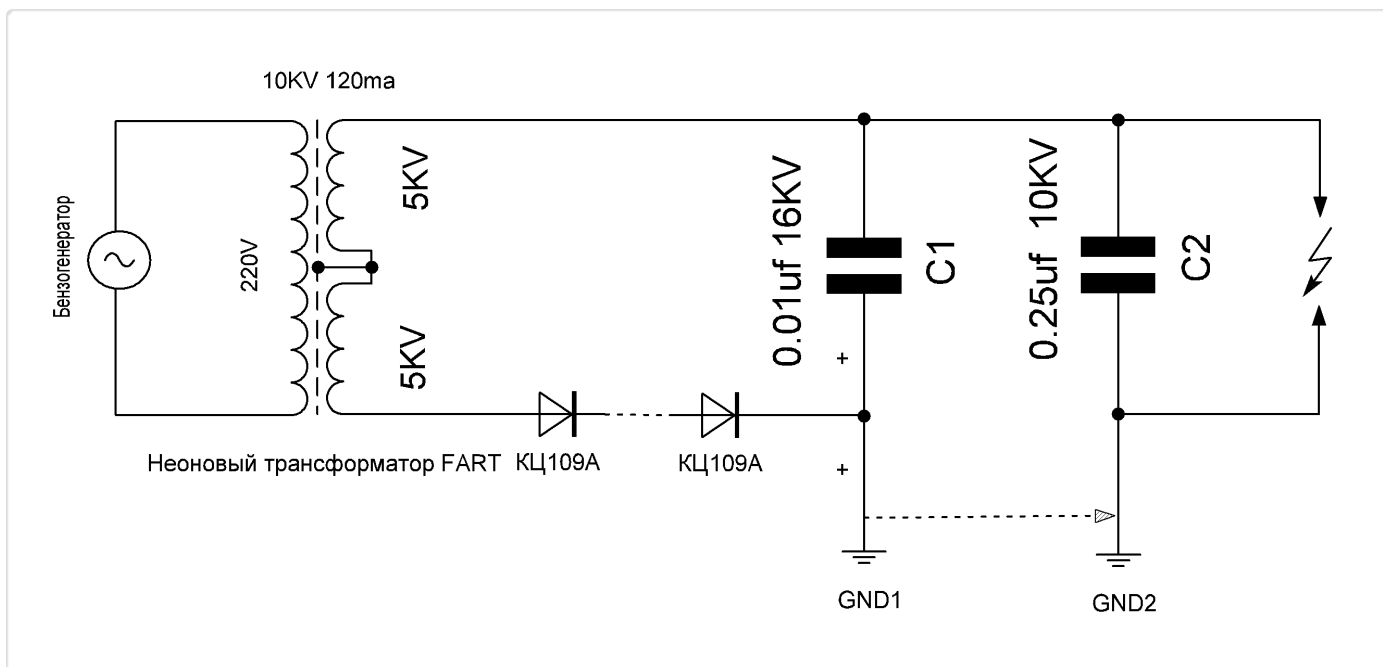 10KV 120ma
Бензогенератор
220V
5KV
5KV
0.01uf 16KV
C1
0.25uf 10KV
C2
+
Неоновый трансформатор FART
КЦ109А
КЦ109А
+
GND1
GND2